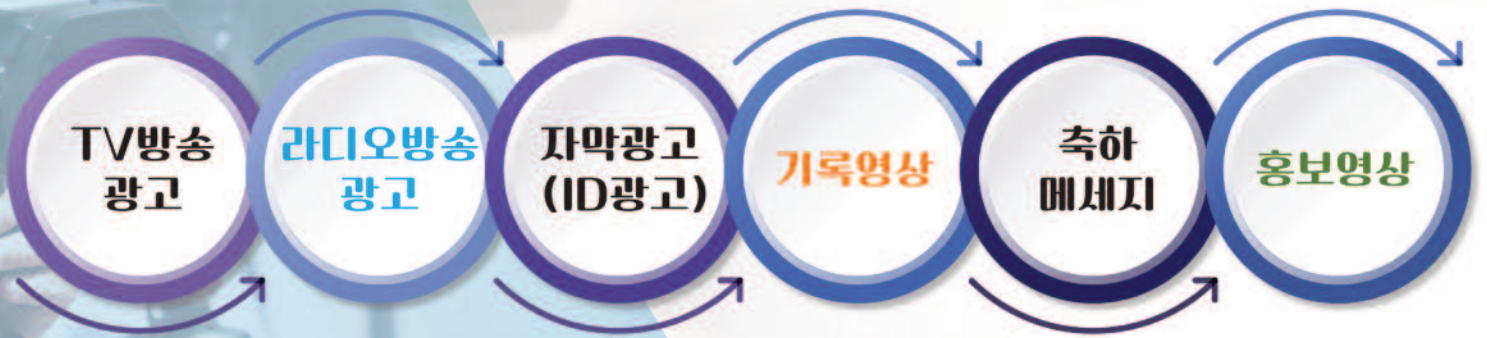 TV방송
광고
라디오방송
광고
자막광고
(ID광고)
기록영상
축하
메세지
홍보영상